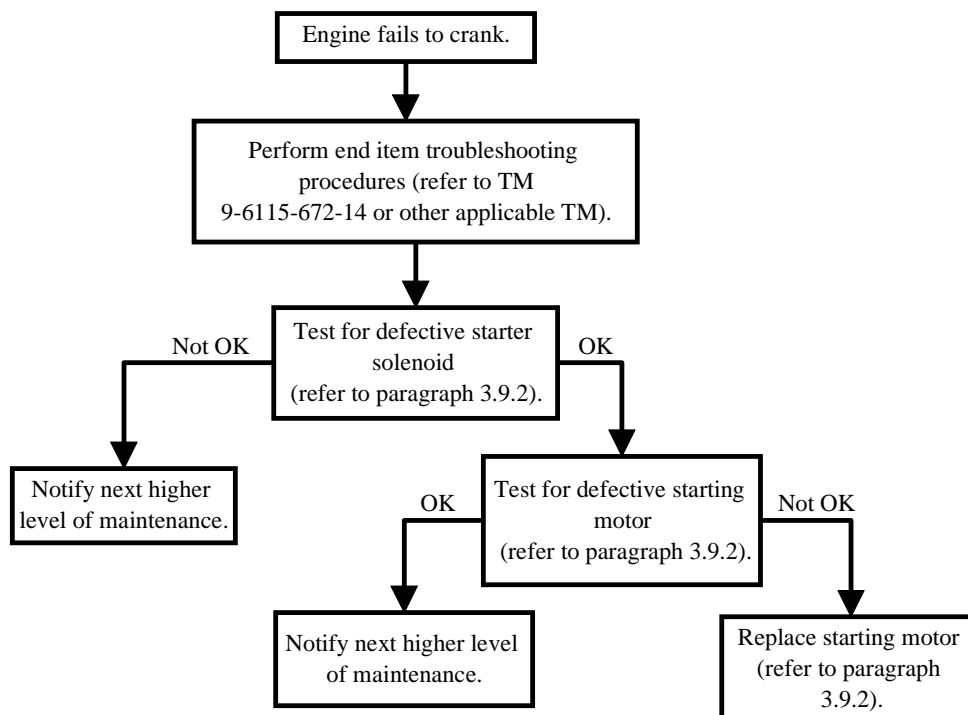 Engine fails to crank.
Perform end item troubleshooting
procedures (refer to TM
9-6115-672-14 or other applicable TM).
Test for defective starter
solenoid
(refer to paragraph 3.9.2).
Not OK
OK
Notify next higher
level of maintenance.
Test for defective starting
motor
(refer to paragraph 3.9.2).
OK
Not OK
Notify next higher level
of maintenance.
Replace starting motor
(refer to paragraph
3.9.2).